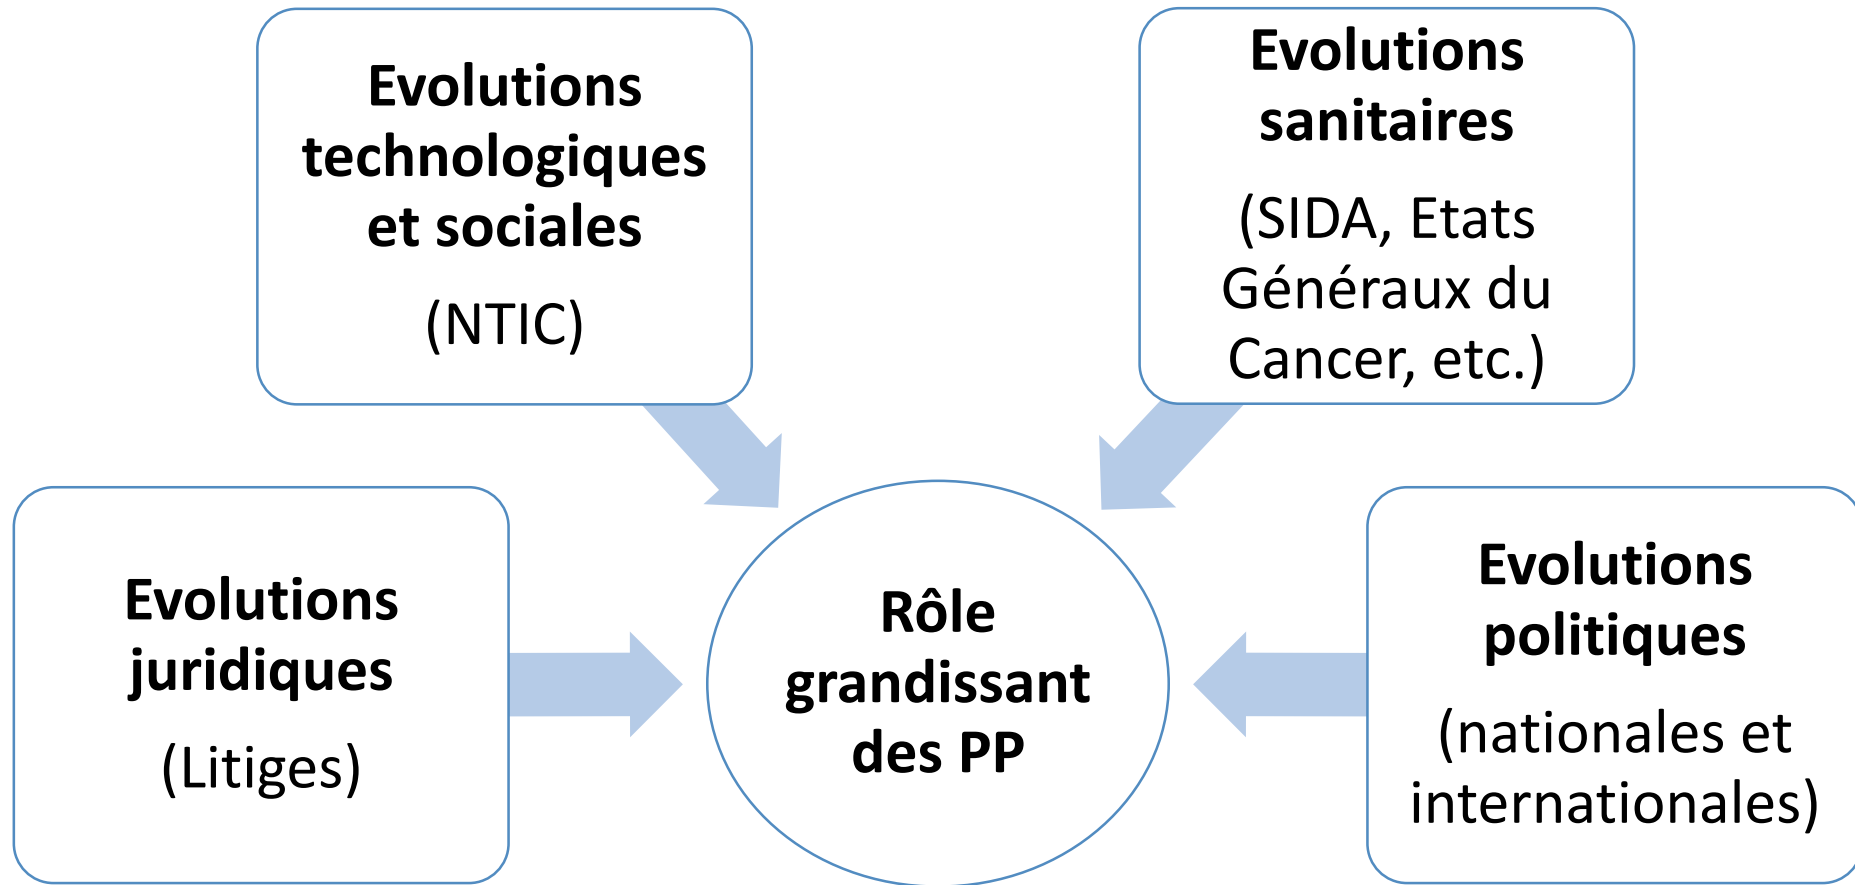 Evolutions
technologiques
et sociales
(NTIC)
Evolutions
sanitaires
(SIDA, Etats
Généraux du
Cancer, etc.)
Evolutions
juridiques
(Litiges)
Rôle
grandissant
des PP
Evolutions
politiques
(nationales et
internationales)